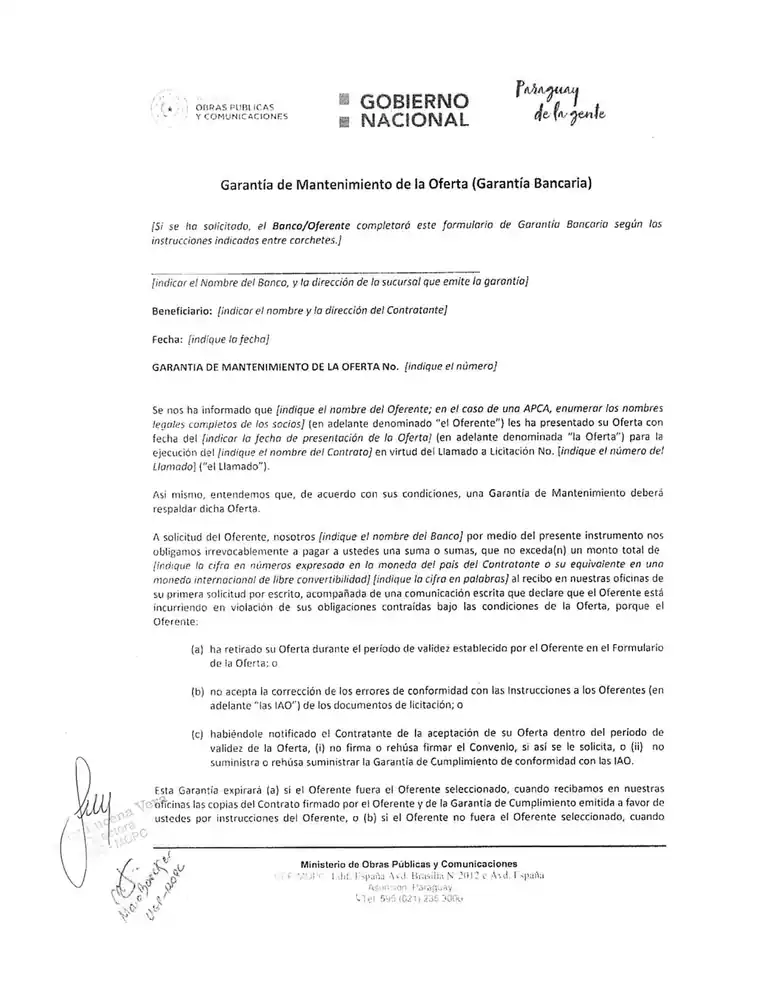 OBRAS PUBLICAS
Y COMUNICACIONES
GOBIERNO
NACIONAL
Paraguay
de la gente
Garantía de Mantenimiento de la Oferta (Garantía Bancaria)
[Si se ha solicitado, el Banco/Oferente completará este formulario de Garantía Bancaria según las
instrucciones indicadas entre corchetes.]
[indicar el Nombre del Banco, y la dirección de la sucursal que emite la garantía]
Beneficiario: [indicar el nombre y la dirección del Contratante]
Fecha: [indique la fecha]
GARANTIA DE MANTENIMIENTO DE LA OFERTA No. [indique el número]
Se nos ha informado que [indique el nombre del Oferente; en el caso de una APCA, enumerar los nombres
legales completos de los socios] (en adelante denominado "el Oferente") les ha presentado su Oferta con
fecha del [indicar la fecha de presentación de la Oferta] (en adelante denominada "la Oferta") para la
ejecución del [indique el nombre del Contrato] en virtud del Llamado a Licitación No. [indique el número del
Llamado] ("el Llamado").
Así mismo, entendemos que, de acuerdo con sus condiciones, una Garantía de Mantenimiento deberá
respaldar dicha Oferta.
A solicitud del Oferente, nosotros [indique el nombre del Banco] por medio del presente instrumento nos
obligamos irrevocablemente a pagar a ustedes una suma o sumas, que no exceda(n) un monto total de
[indique la cifra en números expresada en la moneda del país del Contratante o su equivalente en una
moneda internacional de libre convertibilidad] [indique la cifra en palabras] al recibo en nuestras oficinas de
su primera solicitud por escrito, acompañada de una comunicación escrita que declare que el Oferente está
incurriendo en violación de sus obligaciones contraídas bajo las condiciones de la Oferta, porque el
Oferente:
(a) ha retirado su Oferta durante el período de validez establecido por el Oferente en el Formulario
de la Oferta; o
(b) no acepta la corrección de los errores de conformidad con las Instrucciones a los Oferentes (en
adelante "las IAO") de los documentos de licitación; o
(c) habiéndole notificado el Contratante de la aceptación de su Oferta dentro del período de
validez de la Oferta, (i) no firma o rehúsa firmar el Convenio, si así se le solicita, o (ii) no
suministra o rehúsa suministrar la Garantía de Cumplimiento de conformidad con las IAO.
Esta Garantía expirará (a) si el Oferente fuera el Oferente seleccionado, cuando recibamos en nuestras
oficinas las copias del Contrato firmado por el Oferente y de la Garantía de Cumplimiento emitida a favor de
ustedes por instrucciones del Oferente, o (b) si el Oferente no fuera el Oferente seleccionado, cuando
Ministerio de Obras Públicas y Comunicaciones
Edif. España Avd. Brasilia N 2012 c Avd. España
Asunción Paraguay
Tel 595 (021) 236 3000